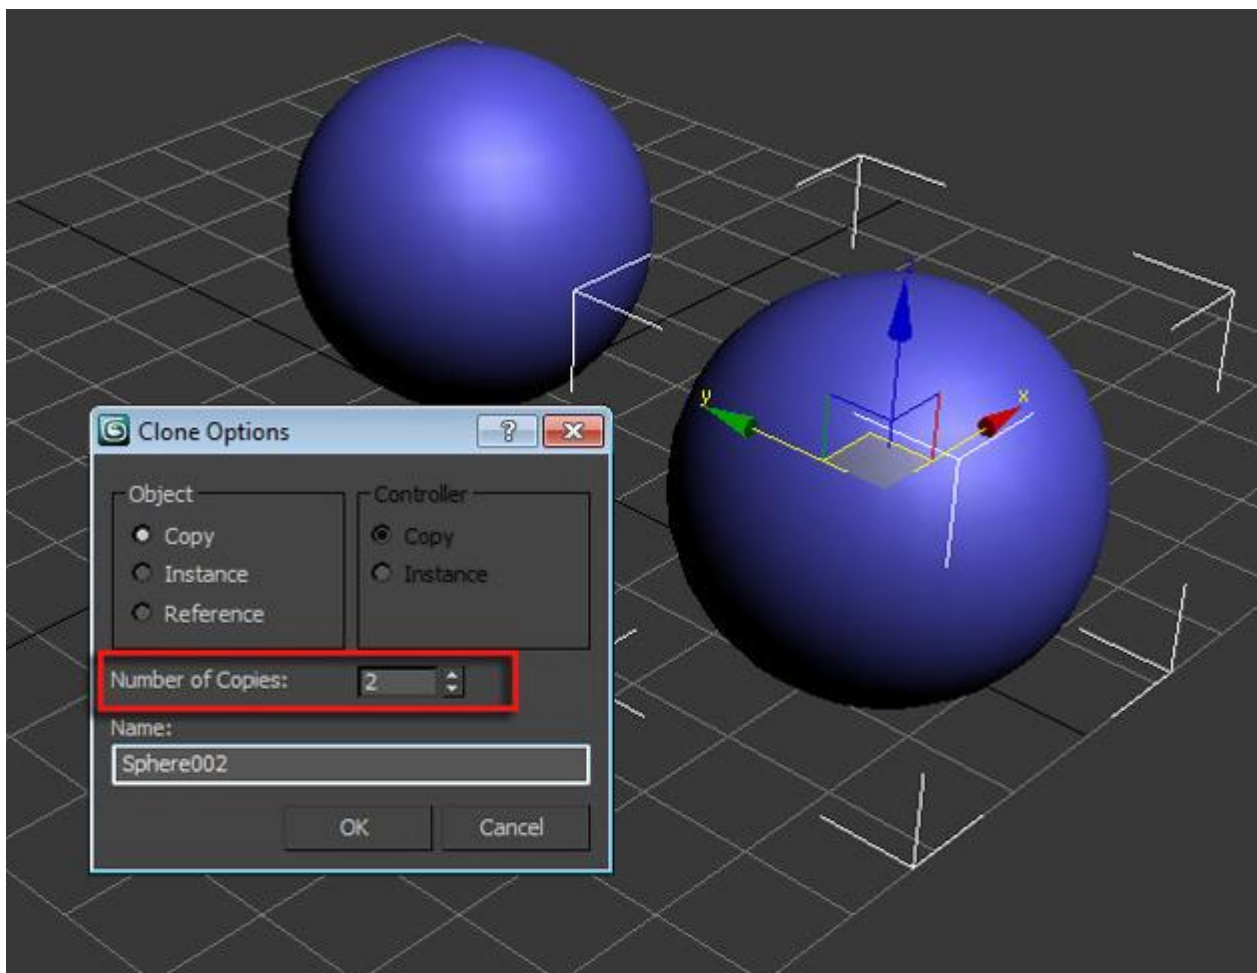 z
y
x
Clone Options
?
Object
Controller
Copy
Copy
Instance
Instance
Reference
Number of Copies:
2
Name:
Sphere002
OK
Cancel